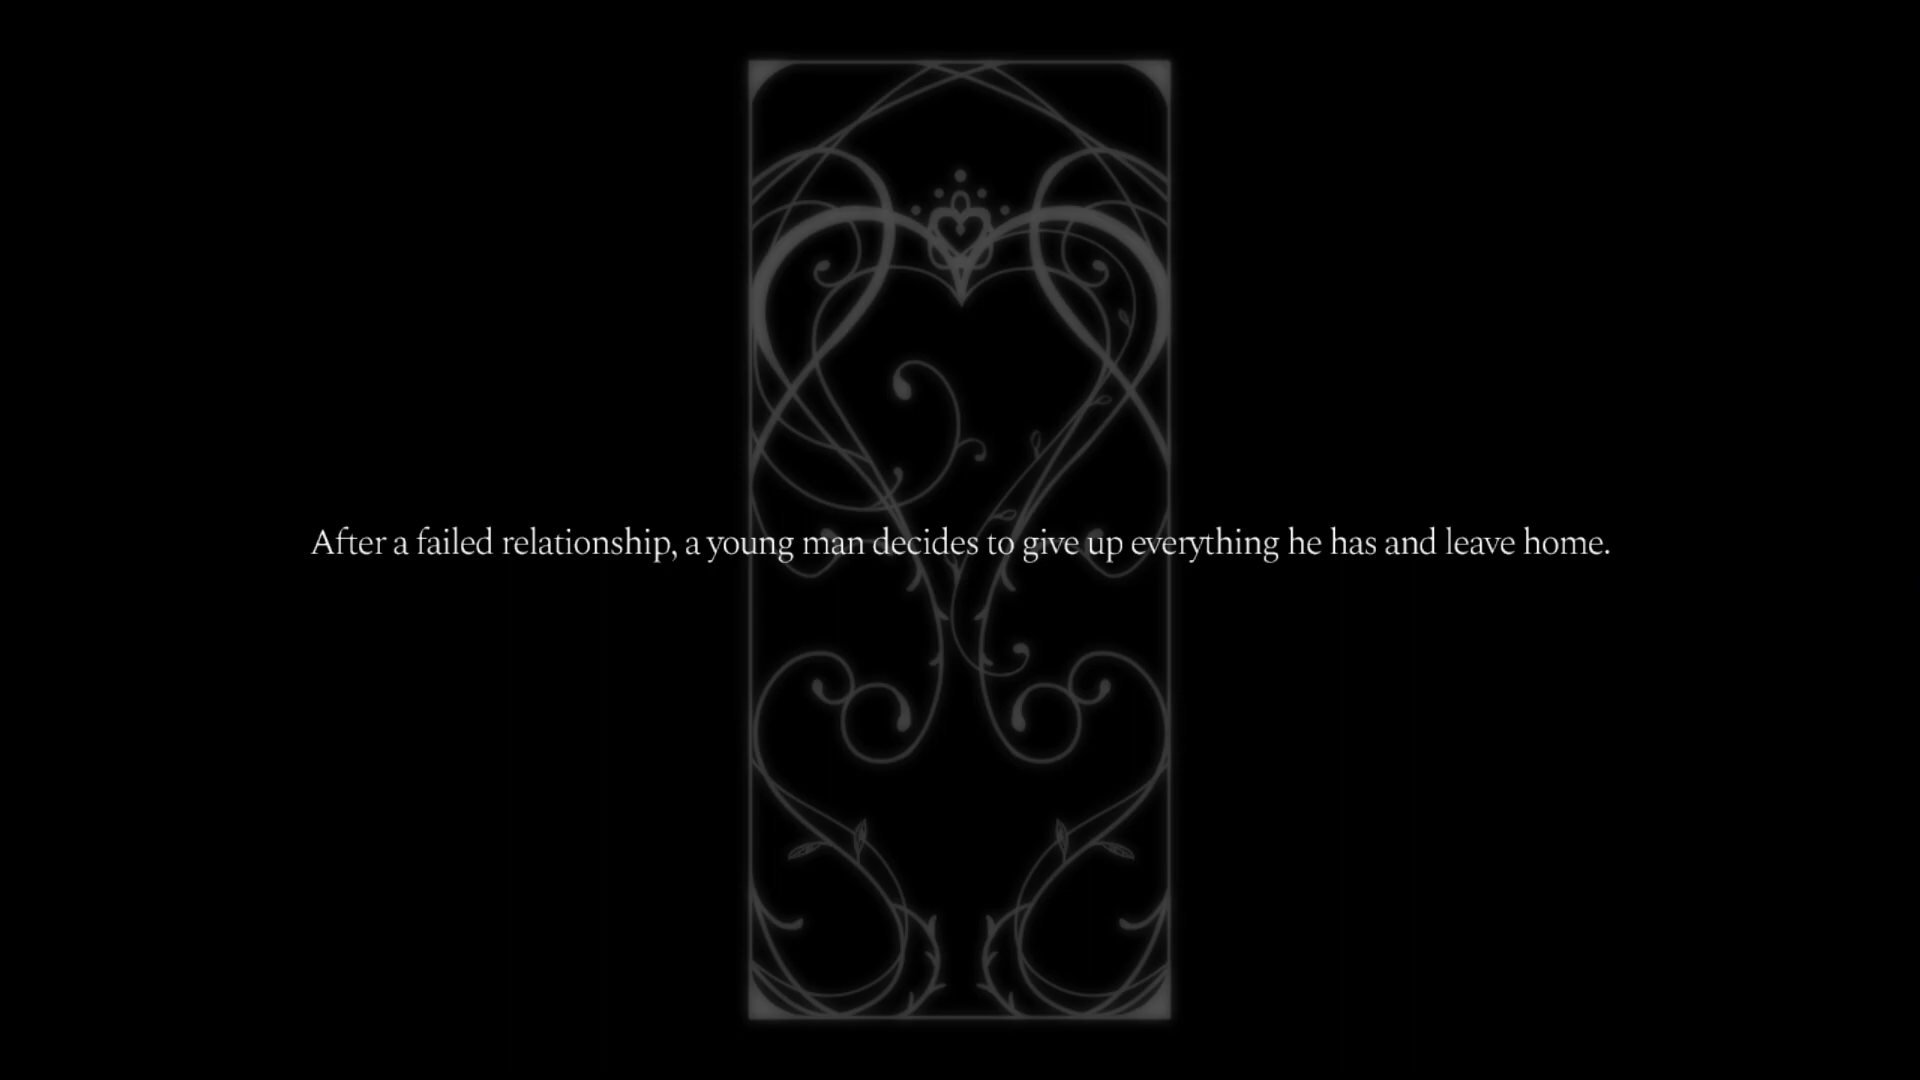 After a failed relationship, a young man decides to give up everything he has and leave home.